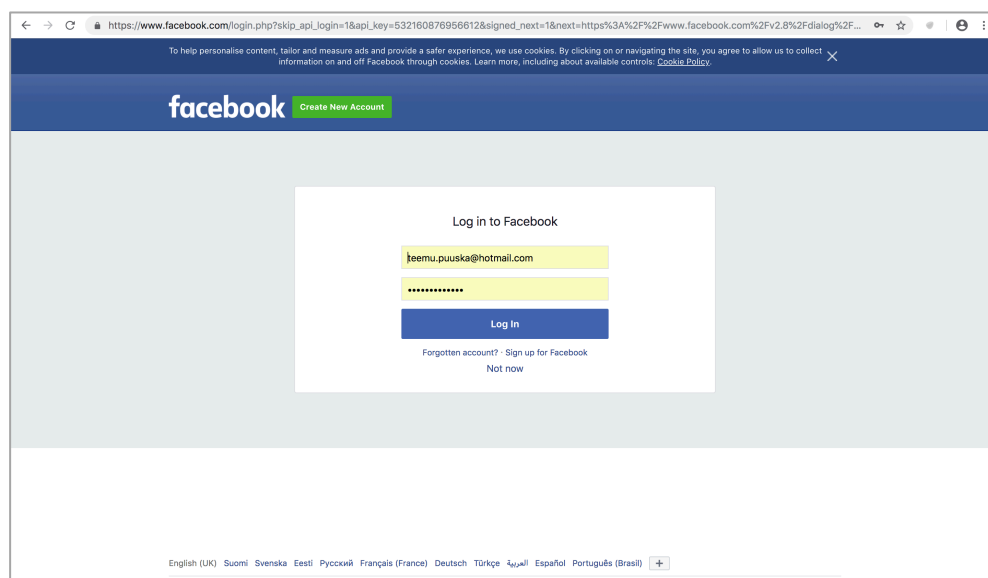 https://www.facebook.com/login.php?skip_api_login=1&api_key=532160876956612&signed_next=1&next=https%3A%2F%2Fwww.facebook.com%2Fv2.8%2Fdialog%2F...
To help personalise content, tailor and measure ads and provide a safer experience, we use cookies. By clicking on or navigating the site, you agree to allow us to collect
information on and off Facebook through cookies. Learn more, including about available controls: Cookie Policy.
facebook Create New Account
Log in to Facebook
teemu.puuska@hotmail.com
•••••••••••••
Log In
Forgotten account? · Sign up for Facebook
Not now
English (UK) Suomi Svenska Eesti Русский Français (France) Deutsch Türkçe العربية Español Português (Brasil) +